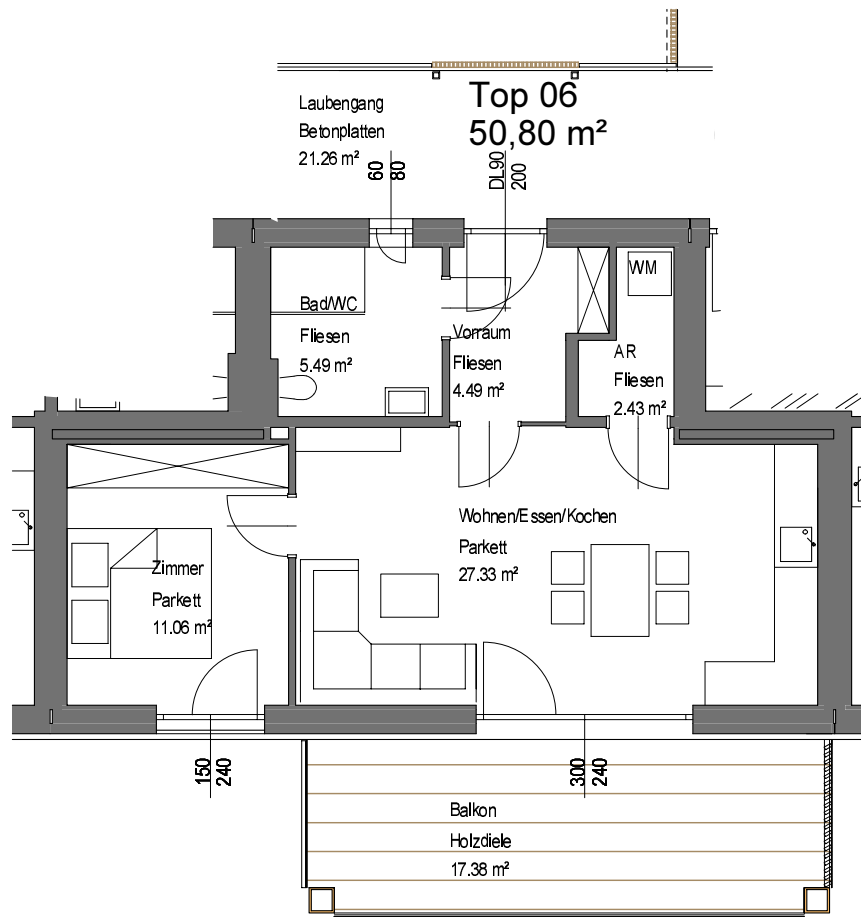 Top 06
50,80 m²
Laubengang
Betonplatten
21.26 m²
60
80
DL90
200
WM
Bad/WC
Fliesen
5.49 m²
Vorraum
Fliesen
4.49 m²
AR
Fliesen
2.43 m²
Wohnen/Essen/Kochen
Parkett
27.33 m²
Zimmer
Parkett
11.06 m²
150
240
300
240
Balkon
Holzdiele
17.38 m²